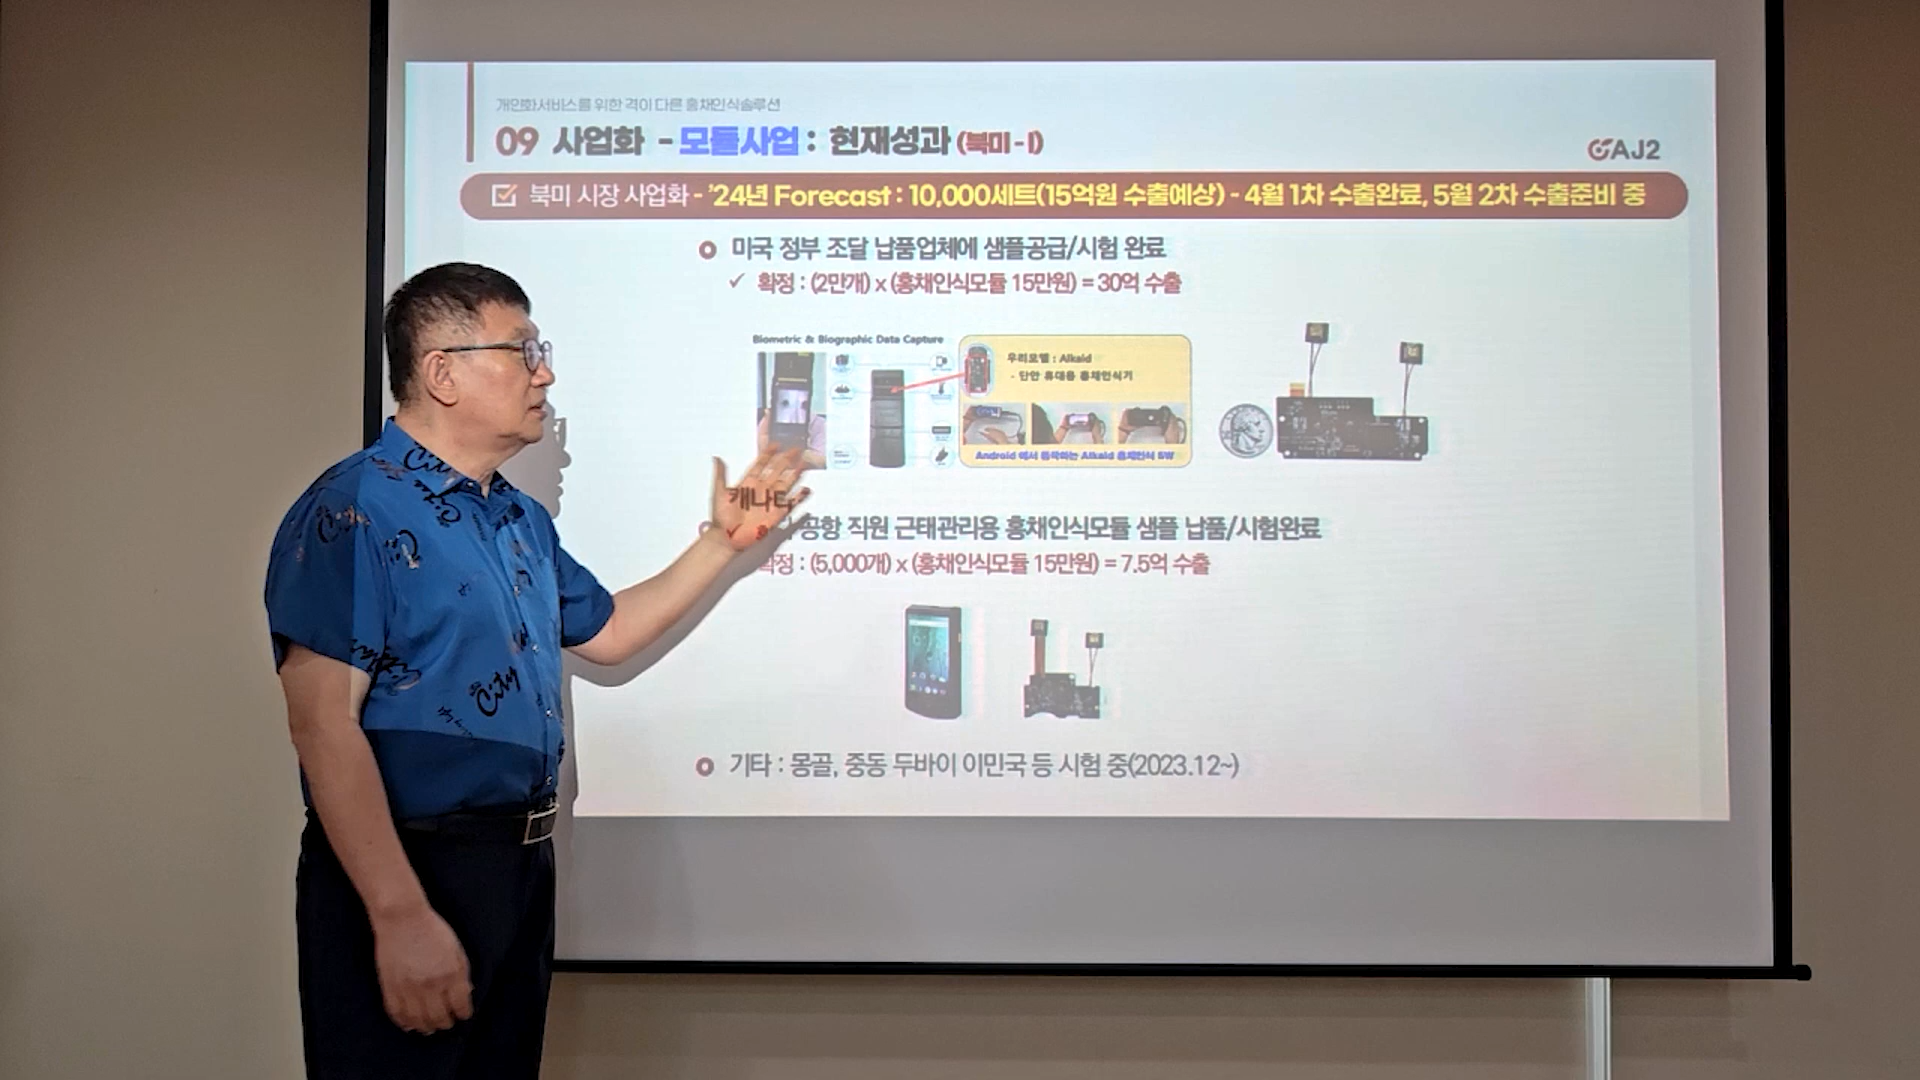 개인화서비스를 위한 격이 다른 홍채인식솔루션
09 사업화 - 모듈사업 : 현재성과 (북미 - I)
AJ2
북미 시장 사업화 - '24년 Forecast : 10,000세트(15억원 수출예상) - 4월 1차 수출완료, 5월 2차 수출준비 중
미국 정부 조달 납품업체에 샘플공급/시험 완료
✓ 확정 : (2만개) x (홍채인식모듈 15만원) = 30억 수출
Biometric & Biographic Data Capture
우리모델 : Alkaid
- 단안 휴대용 홍채인식기
Android 에서 동작하는 Alkaid 홍채인식 SW
캐나다 공항 직원 근태관리용 홍채인식모듈 샘플 납품/시험완료
✓ 확정 : (5,000개) x (홍채인식모듈 15만원) = 7.5억 수출
기타 : 몽골, 중동 두바이 이민국 등 시험 중(2023.12~)